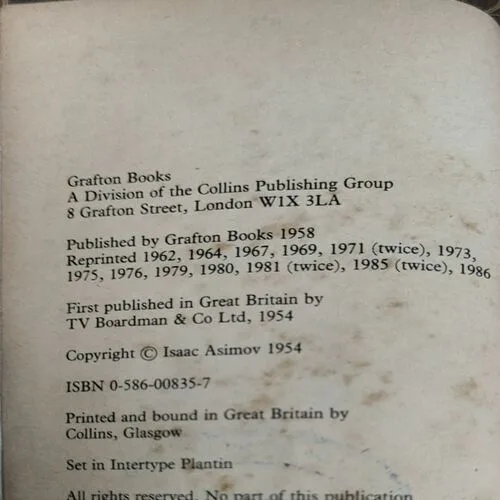 Grafton Books
A Division of the Collins Publishing Group
8 Grafton Street, London W1X 3LA
Published by Grafton Books 1958
Reprinted 1962, 1964, 1967, 1969, 1971 (twice), 1973,
1975, 1976, 1979, 1980, 1981 (twice), 1985 (twice), 1986
First published in Great Britain by
TV Boardman & Co Ltd, 1954
Copyright © Isaac Asimov 1954
ISBN 0-586-00835-7
Printed and bound in Great Britain by
Collins, Glasgow
Set in Intertype Plantin
All rights reserved. No part of this publication